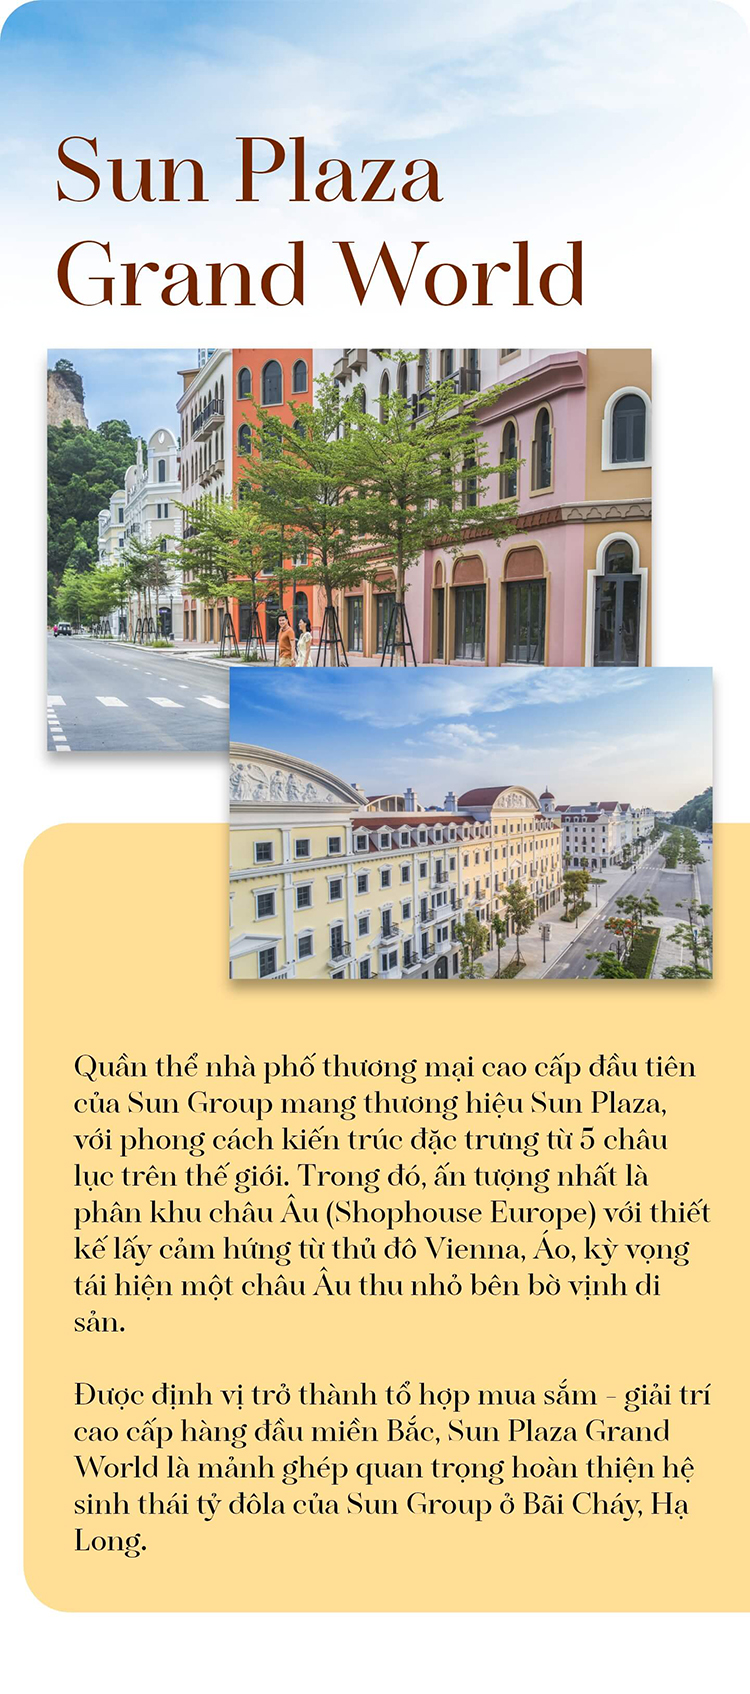 Sun Plaza
Grand World
Quần thể nhà phố thương mại cao cấp đầu tiên
của Sun Group mang thương hiệu Sun Plaza,
với phong cách kiến trúc đặc trưng từ 5 châu
lục trên thế giới. Trong đó, ấn tượng nhất là
phân khu châu Âu (Shophouse Europe) với thiết
kế lấy cảm hứng từ thủ đô Vienna, Áo, kỳ vọng
tái hiện một châu Âu thu nhỏ bên bờ vịnh di
sản.
Được định vị trở thành tổ hợp mua sắm - giải trí
cao cấp hàng đầu miền Bắc, Sun Plaza Grand
World là mảnh ghép quan trọng hoàn thiện hệ
sinh thái tỷ đôla của Sun Group ở Bãi Cháy, Hạ
Long.